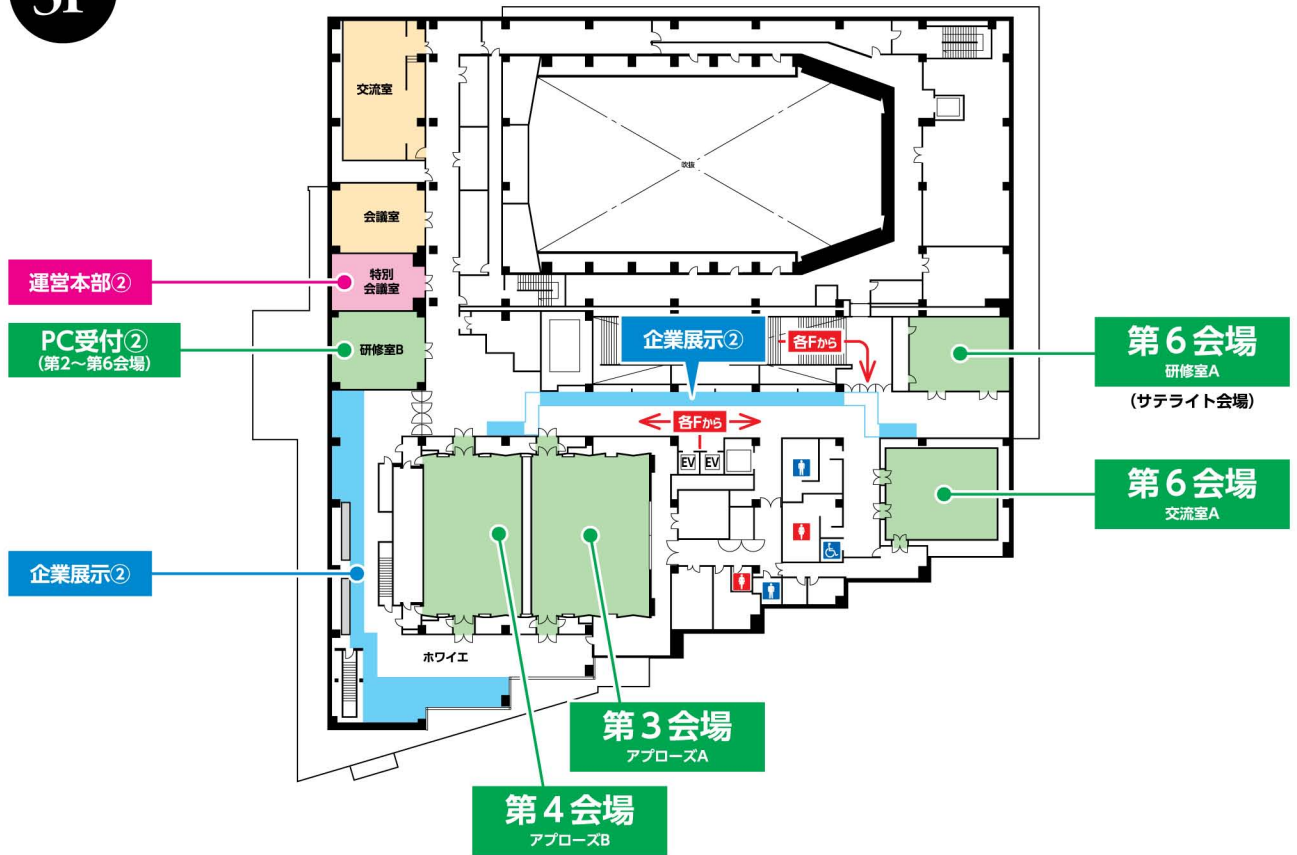 交流室
吹抜
会議室
運営本部②
特別
会議室
PC受付②
(第2〜第6会場)
研修室B
企業展示②
各Fから
第6会場
研修室A
(サテライト会場)
各Fから
EV
EV
第6会場
交流室A
企業展示②
ホワイエ
第3会場
アプローズA
第4会場
アプローズB